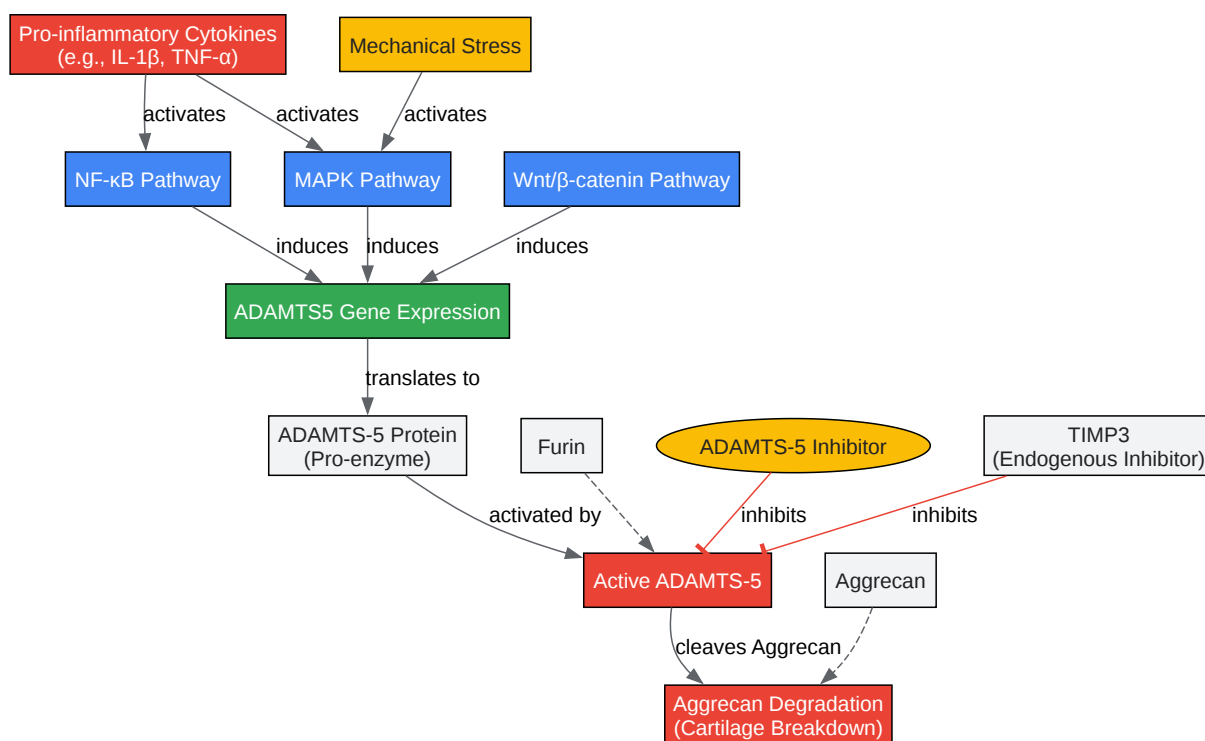 Pro-inflammatory Cytokines
(e.g., IL-1β, TNF-α)
Mechanical Stress
activates
activates
activates
NF-κB Pathway
MAPK Pathway
Wnt/β-catenin Pathway
induces
induces
induces
ADAMTS5 Gene Expression
translates to
ADAMTS-5 Protein
(Pro-enzyme)
Furin
ADAMTS-5 Inhibitor
TIMP3
(Endogenous Inhibitor)
activated by
inhibits
inhibits
Active ADAMTS-5
Aggrecan
cleaves Aggrecan
Aggrecan Degradation
(Cartilage Breakdown)